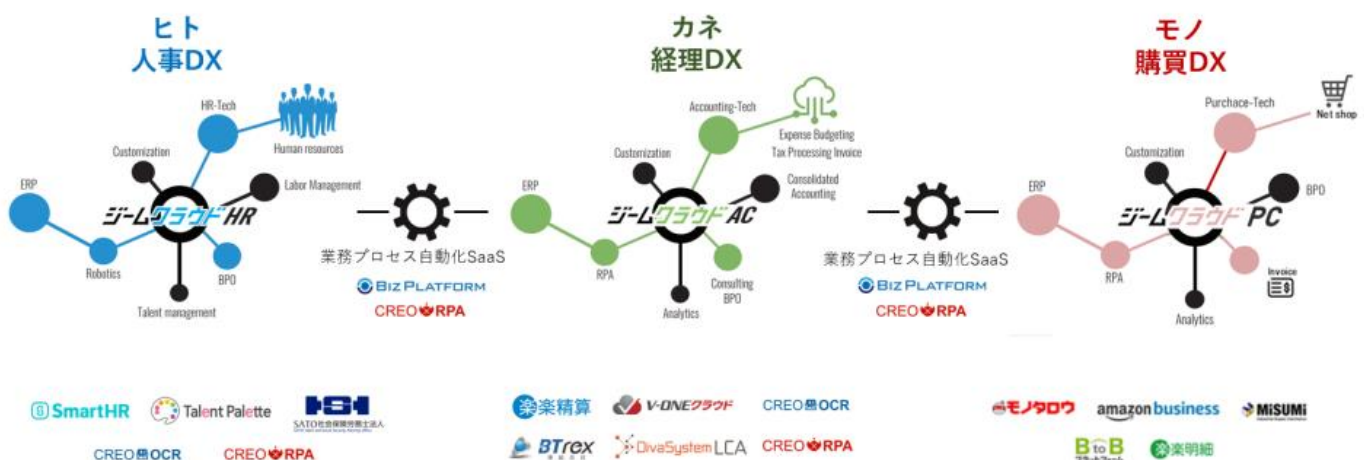 ヒト
人事DX
HR-Tech
Human resources
Customization
Labor Management
ERP
ジームクラウド HR
Robotics
BPO
Talent management
業務プロセス自動化SaaS
BIZ PLATFORM
CREO RPA
カネ
経理DX
Accounting-Tech
Expense Budgeting
Tax Processing Invoice
Customization
Consolidated
Accounting
ERP
ジームクラウド AC
RPA
Consulting
BPO
Analytics
業務プロセス自動化SaaS
BIZ PLATFORM
CREO RPA
モノ
購買DX
Purchace-Tech
Net shop
Customization
BPO
ERP
ジームクラウド PC
RPA
Invoice
Analytics
SmartHR
Talent Palette
SATO社会保険労務士法人
CREO OCR
CREO RPA
楽楽精算
V-ONEクラウド
CREO OCR
BTrex
DivaSystem LCA
CREO RPA
モノタロウ
amazon business
MiSUMi
BtoB
楽楽明細